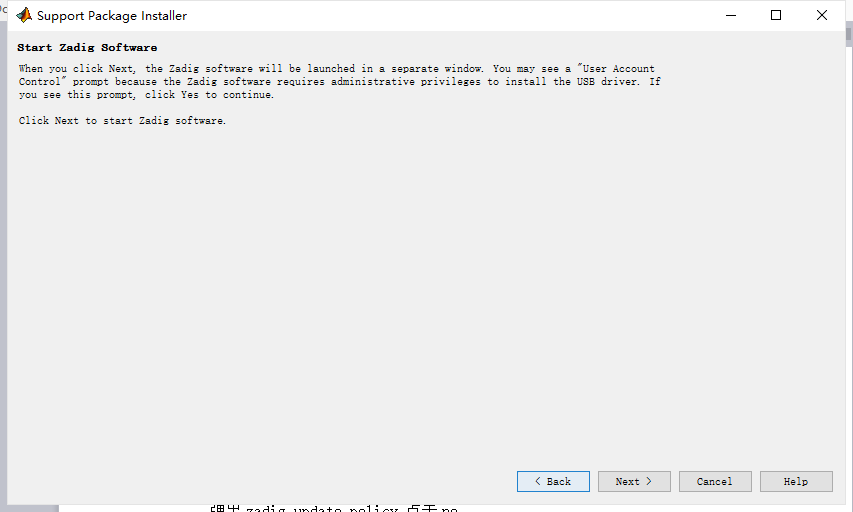 Support Package Installer
Start Zadig Software
When you click Next, the Zadig software will be launched in a separate window. You may see a "User Account
Control" prompt because the Zadig software requires administrative privileges to install the USB driver. If
you see this prompt, click Yes to continue.
Click Next to start Zadig software.
< Back
Next >
Cancel
Help
弹出 zadig update policy 点击 no